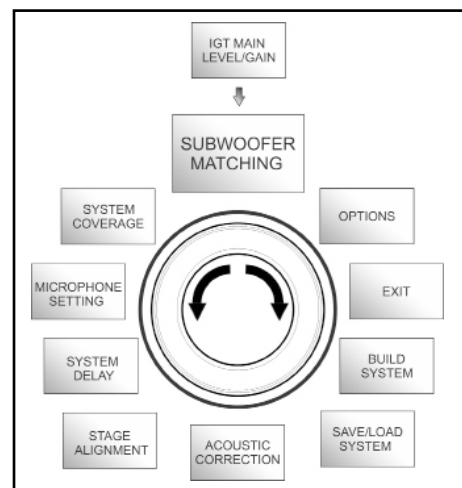 IGT MAIN
LEVEL/GAIN
SUBWOOFER
MATCHING
SYSTEM
COVERAGE
OPTIONS
MICROPHONE
SETTING
EXIT
SYSTEM
DELAY
BUILD
SYSTEM
STAGE
ALIGNMENT
ACOUSTIC
CORRECTION
SAVE/LOAD
SYSTEM